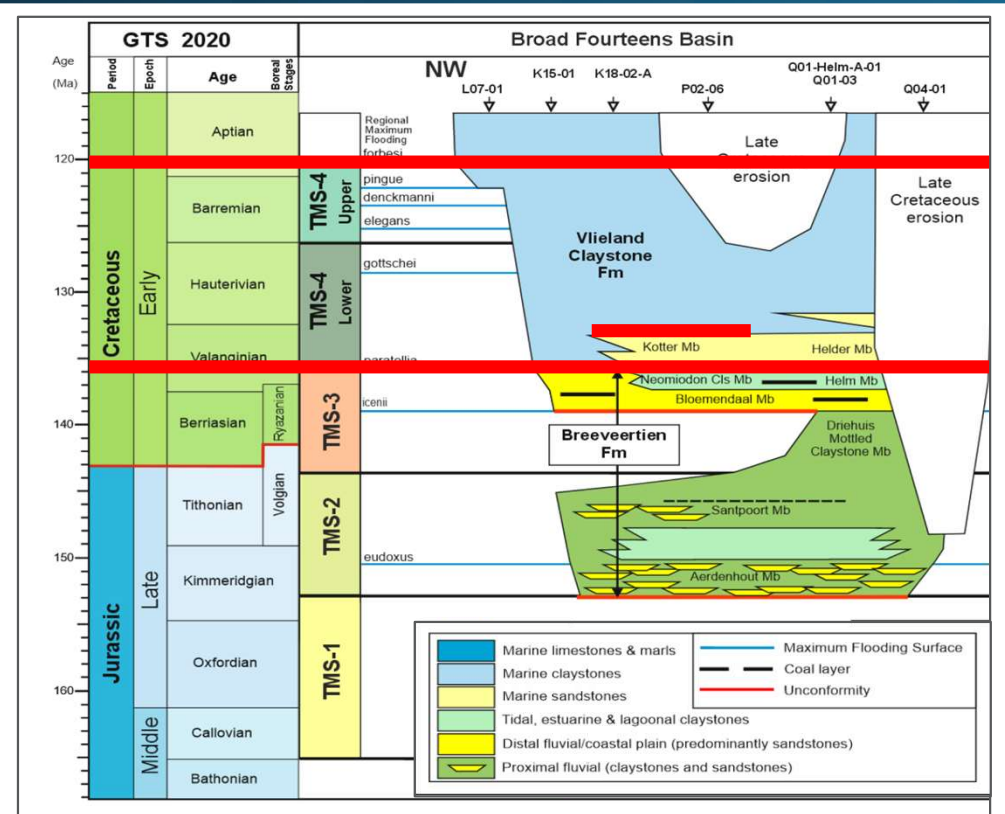 GTS 2020
Broad Fourteens Basin
Age
(Ma)
Period
Epoch
Age
Boreal
Stages
NW
L07-01
K15-01
K18-02-A
P02-06
Q01-Helm-A-01
Q01-03
Q04-01
Aptian
Regional
Maximum
Flooding
forbesi
Late
erosion
120
TMS-4
Upper
pingue
denckmanni
elegans
Barremian
Late
Cretaceous
erosion
Vlieland
Claystone
Fm
Cretaceous
Early
Hauterivian
TMS-4
Lower
gottschei
130
Valanginian
Kotter Mb
Helder Mb
Neomiodon Cls Mb
Helm Mb
Bloemendaal Mb
icenii
Berriasian
Ryazanian
TMS-3
140
Breeveertien
Fm
Driehuis
Mottled
Claystone Mb
Tithonian
Volgian
TMS-2
Santpoort Mb
150
eudoxus
Kimmeridgian
Aerdenhout Mb
Jurassic
Late
Oxfordian
TMS-1
160
Middle
Callovian
Bathonian
Marine limestones & marls
Marine claystones
Marine sandstones
Tidal, estuarine & lagoonal claystones
Distal fluvial/coastal plain (predominantly sandstones)
Proximal fluvial (claystones and sandstones)
Maximum Flooding Surface
Coal layer
Unconformity